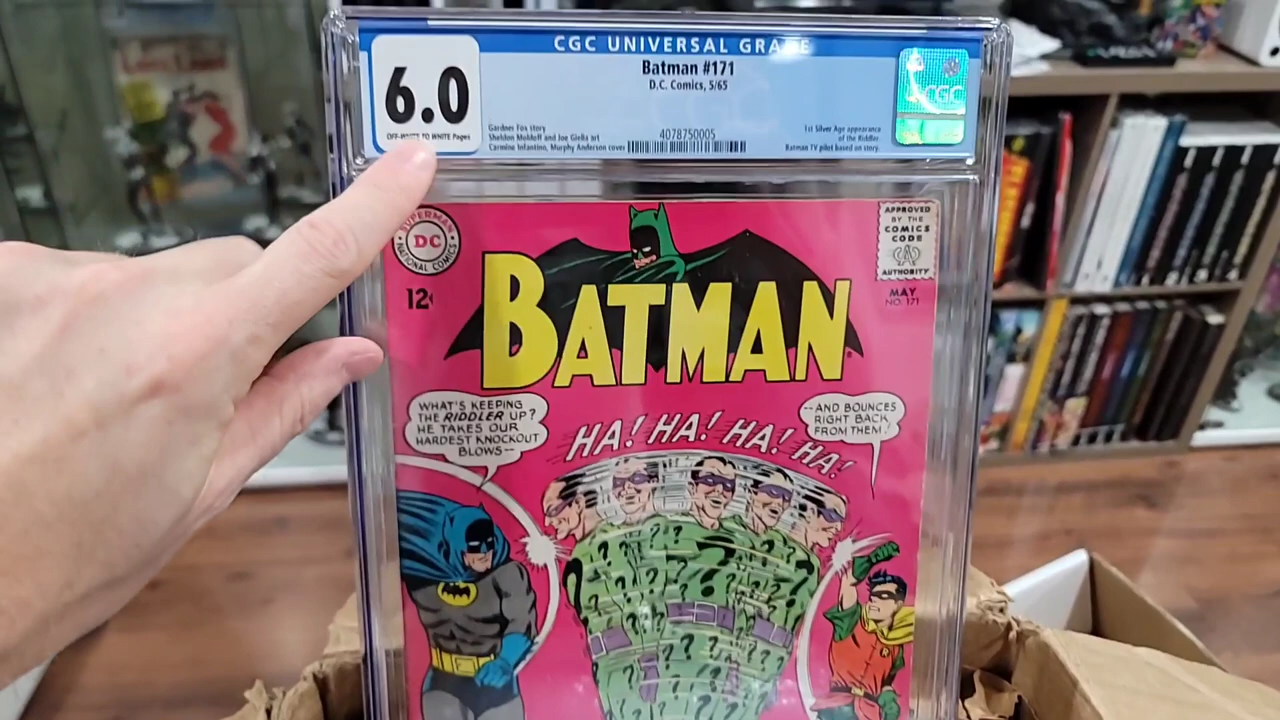 CGC UNIVERSAL GRADE
6.0
OFF-WHITE TO WHITE Pages
Batman #171
D.C. Comics, 5/65
Gardner Fox story
Sheldon Moldoff and Joe Giella art
Carmine Infantino, Murphy Anderson cover
4078750005
1st Silver Age appearance
of the Riddler.
Batman TV pilot based on story.
CGC
SUPERMAN
DC
NATIONAL COMICS
12¢
APPROVED
BY THE
COMICS
CODE
AUTHORITY
MAY
NO. 171
BATMAN
WHAT'S KEEPING
THE RIDDLER UP?
HE TAKES OUR
HARDEST KNOCKOUT
BLOWS--
HA! HA! HA! HA!
--AND BOUNCES
RIGHT BACK
FROM THEM!
R